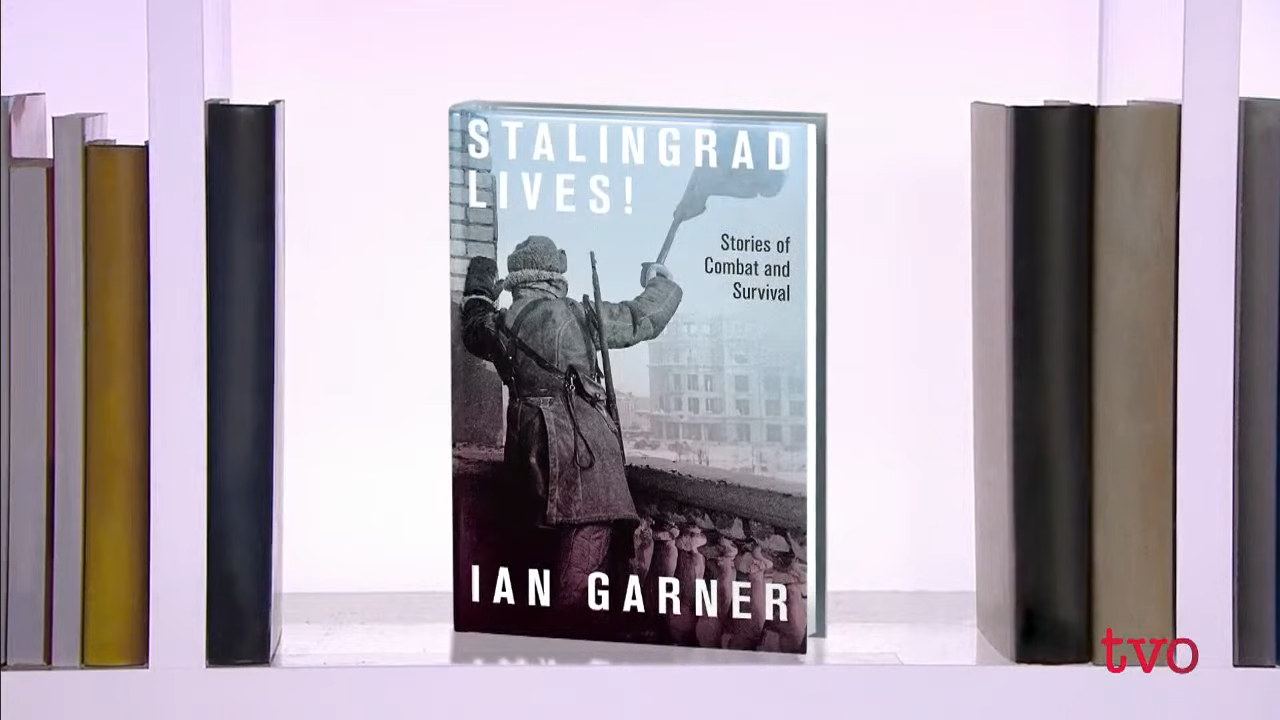 STALINGRAD
LIVES!
Stories of
Combat and
Survival
IAN GARNER
tvo